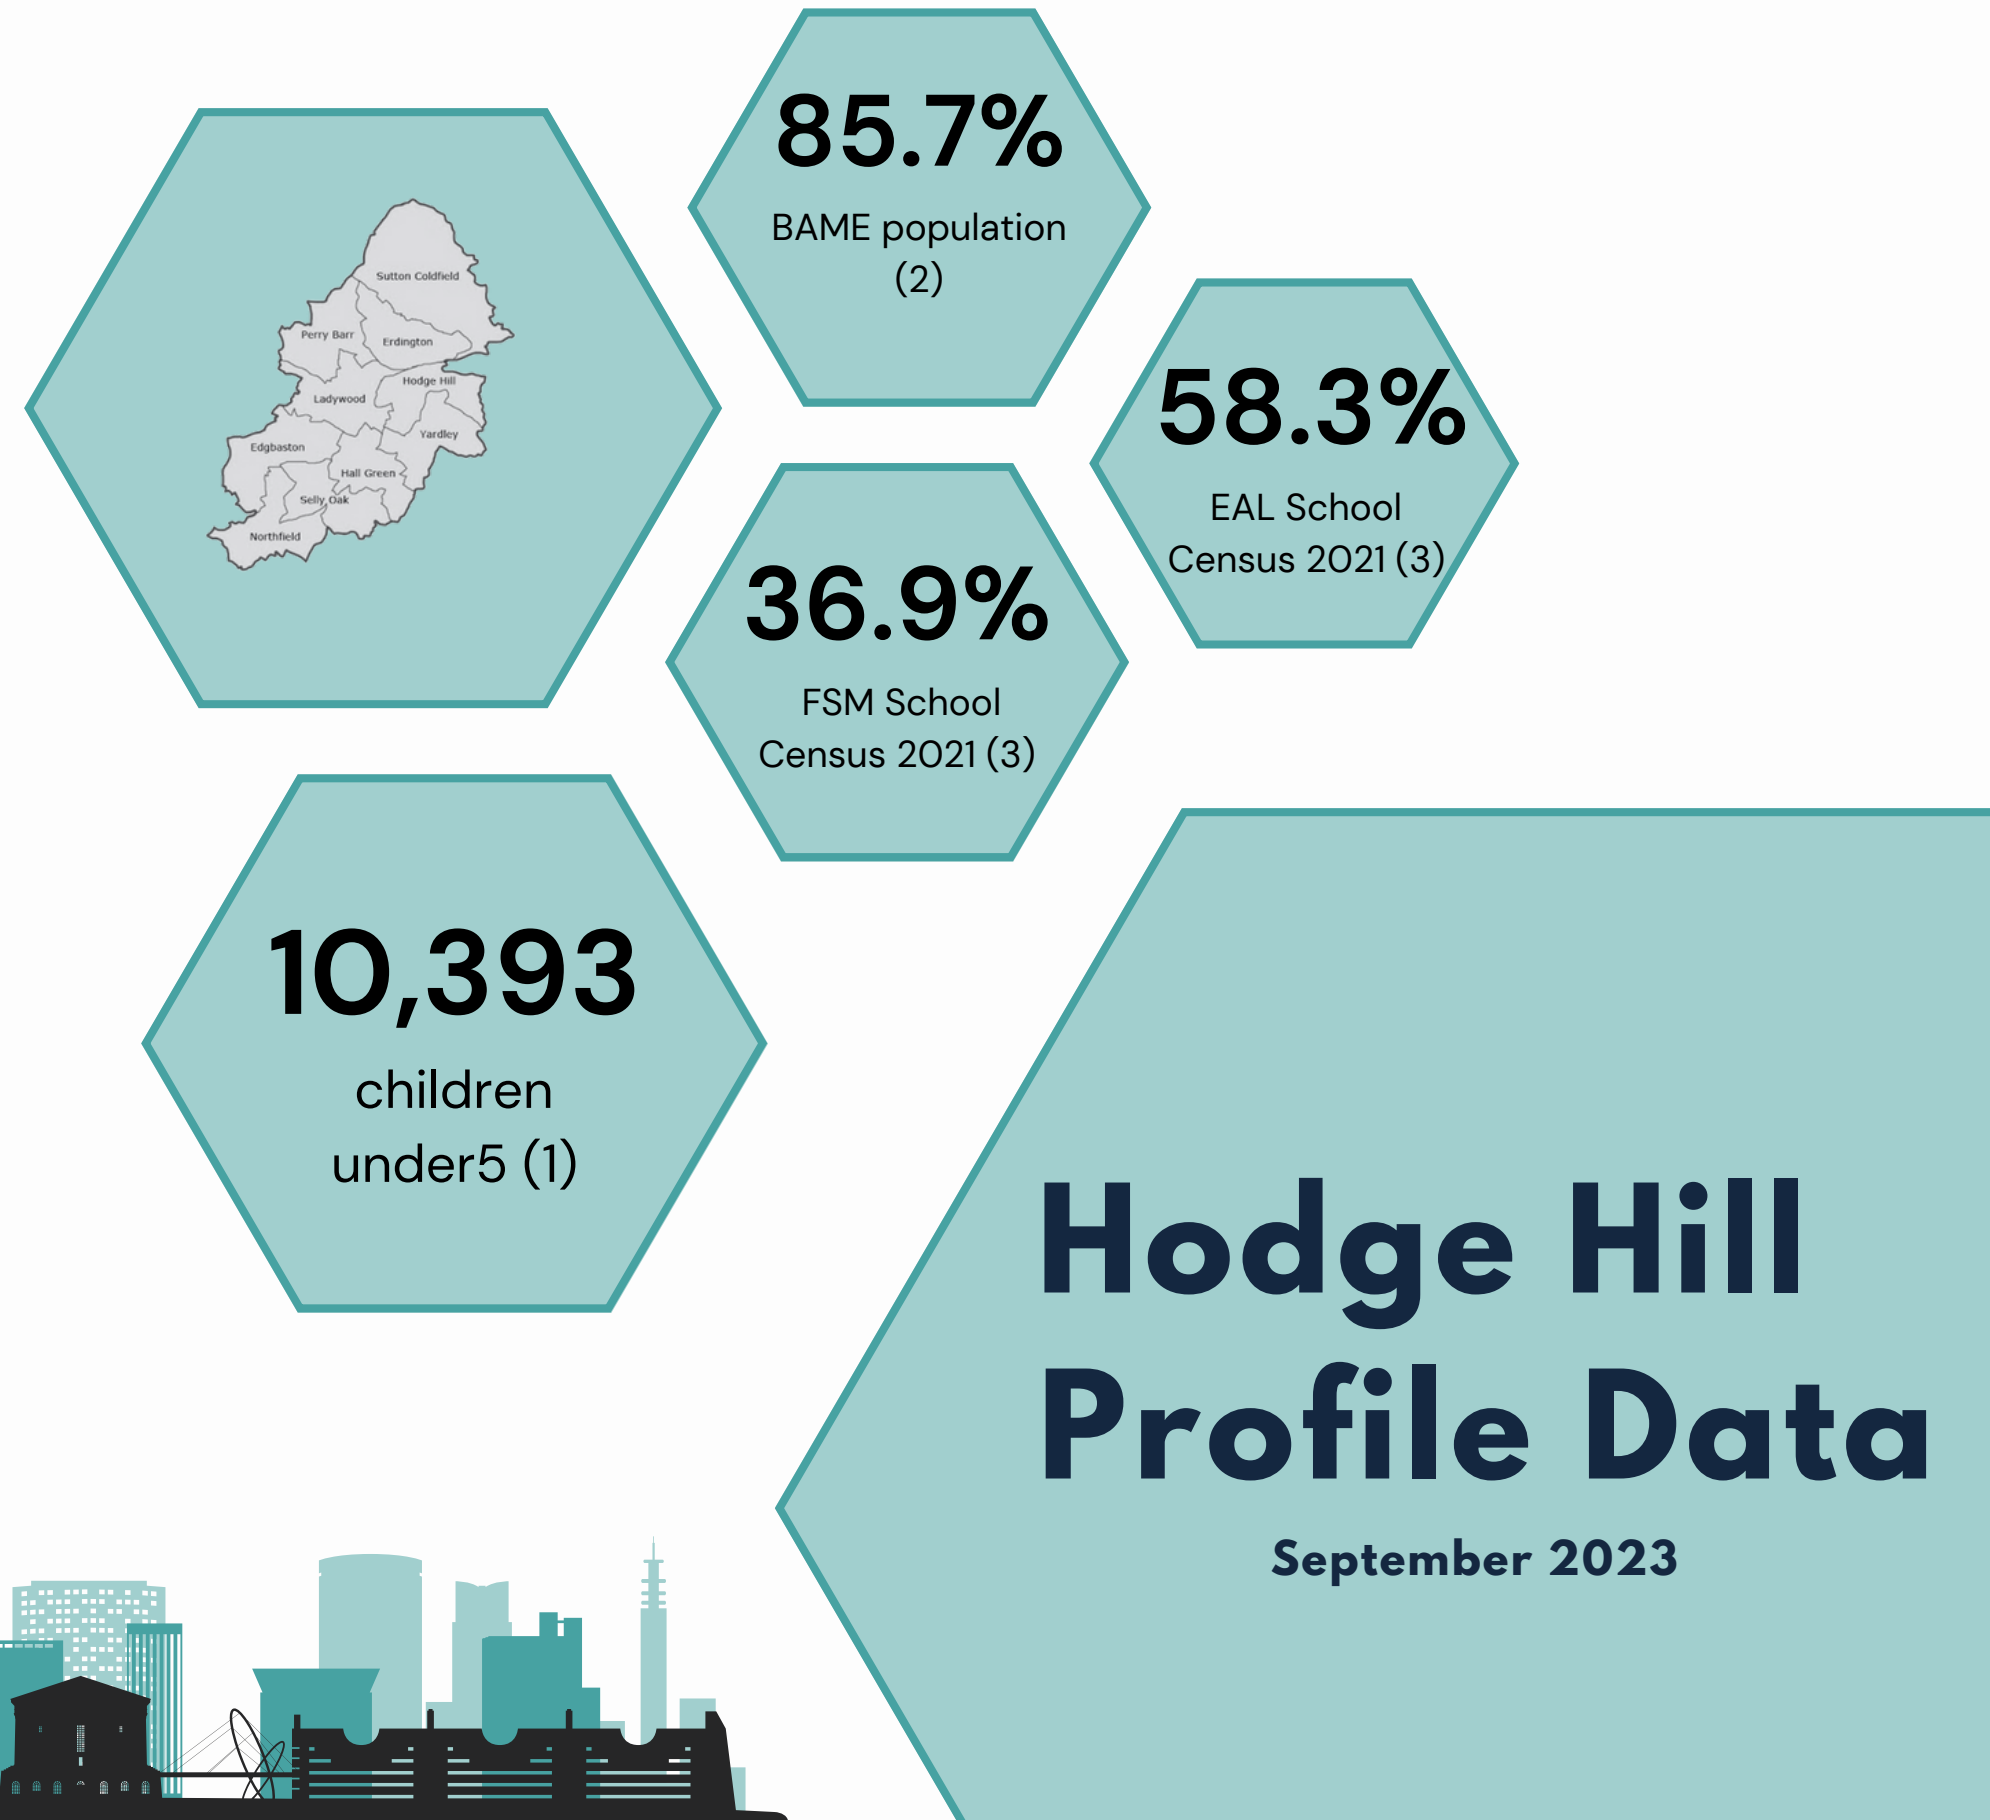 85.7%
BAME population
(2)
Sutton Coldfield
Perry Barr
Erdington
Hodge Hill
Ladywood
Yardley
Edgbaston
Hall Green
Selly Oak
Northfield
58.3%
EAL School
Census 2021 (3)
36.9%
FSM School
Census 2021 (3)
10,393
children
under5 (1)
Hodge Hill
Profile Data
September 2023